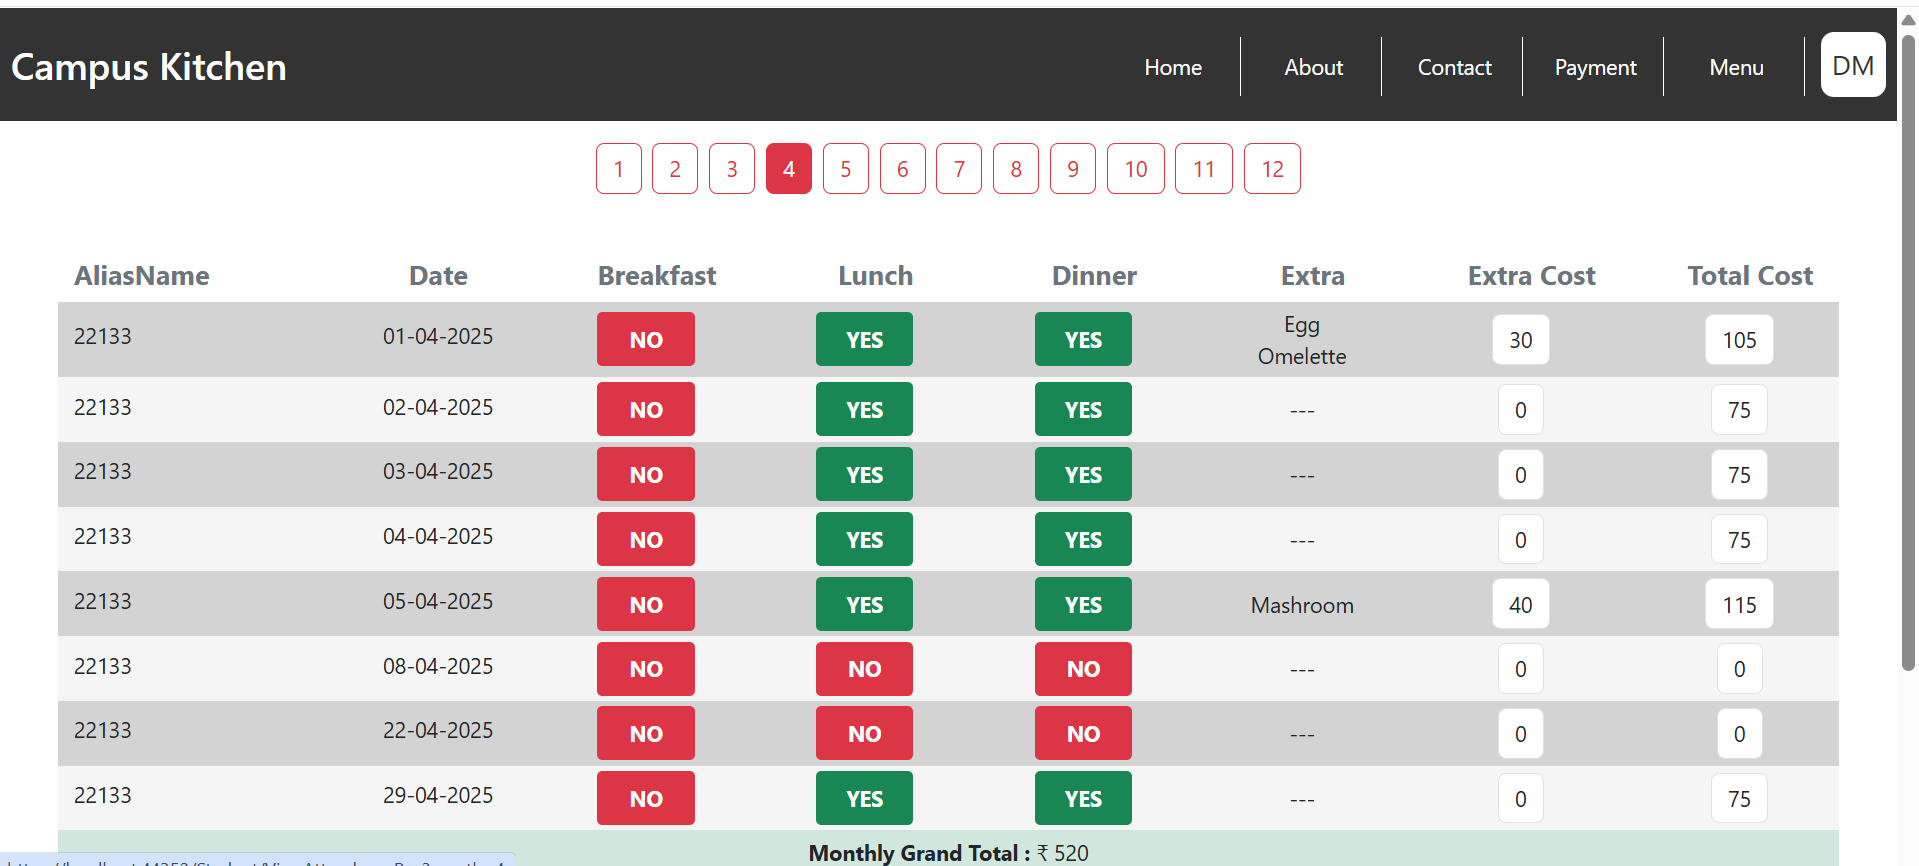 Campus Kitchen Home About Contact Payment Menu DM
1 2 3 4 5 6 7 8 9 10 11 12
AliasName Date Breakfast Lunch Dinner Extra Extra Cost Total Cost
22133 01-04-2025 NO YES YES Egg Omelette 30 105
22133 02-04-2025 NO YES YES --- 0 75
22133 03-04-2025 NO YES YES --- 0 75
22133 04-04-2025 NO YES YES --- 0 75
22133 05-04-2025 NO YES YES Mashroom 40 115
22133 08-04-2025 NO NO NO --- 0 0
22133 22-04-2025 NO NO NO --- 0 0
22133 29-04-2025 NO YES YES --- 0 75
Monthly Grand Total : ₹ 520